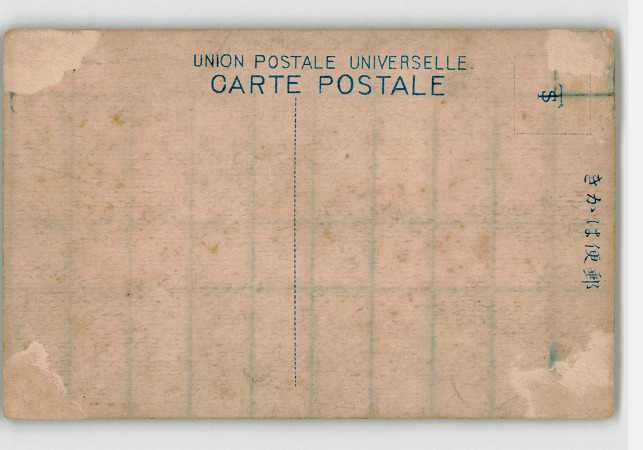 UNION POSTALE UNIVERSELLE.
CARTE POSTALE
郵便はかき